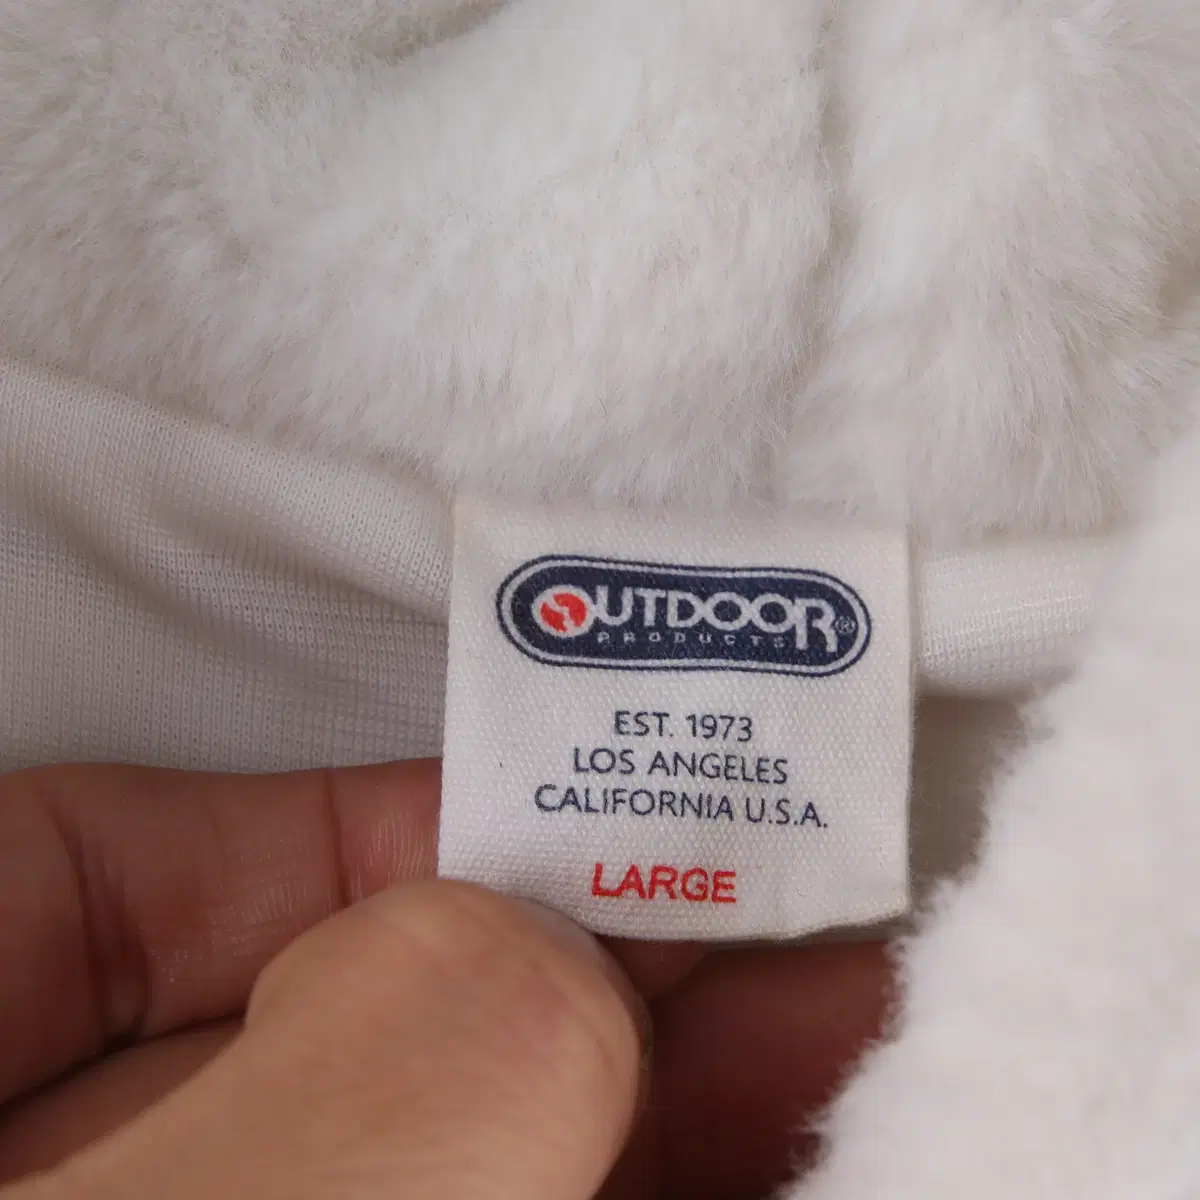 OUTDOOR®
PRODUCTS
EST. 1973
LOS ANGELES
CALIFORNIA U.S.A.
LARGE